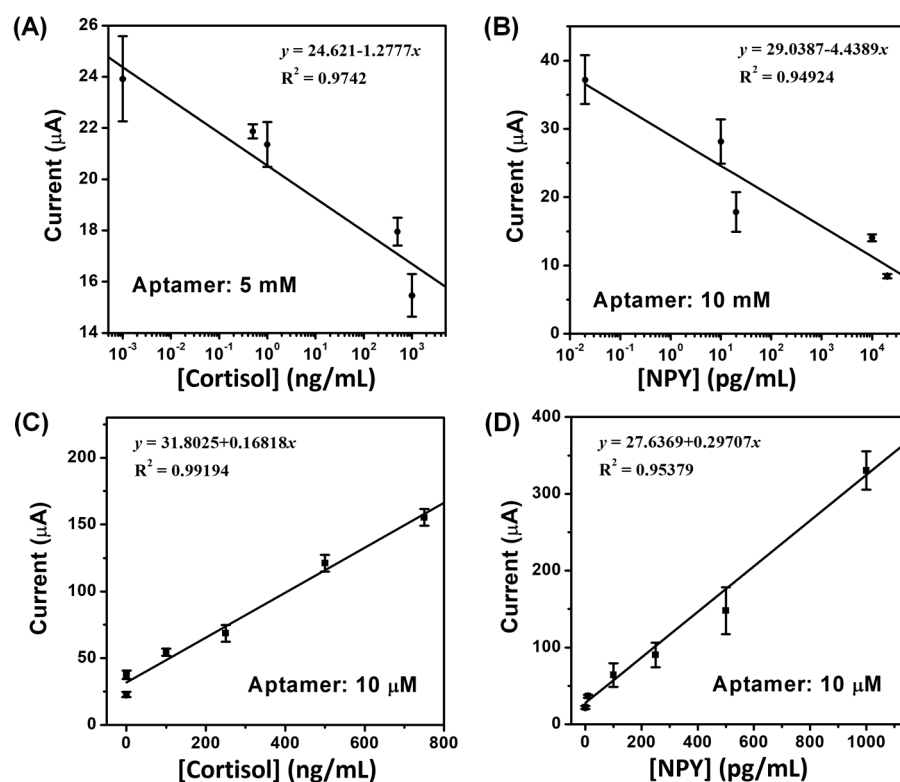 (A)
y = 24.621-1.2777x
R² = 0.9742
Aptamer: 5 mM
Current (μA)
26
24
22
20
18
16
14
10⁻³
10⁻²
10⁻¹
10⁰
10¹
10²
10³
[Cortisol] (ng/mL)
(B)
y = 29.0387-4.4389x
R² = 0.94924
Aptamer: 10 mM
Current (μA)
40
30
20
10
0
10⁻²
10⁻¹
10⁰
10¹
10²
10³
10⁴
[NPY] (pg/mL)
(C)
y = 31.8025+0.16818x
R² = 0.99194
Aptamer: 10 μM
Current (μA)
200
150
100
50
0
0
200
400
600
800
[Cortisol] (ng/mL)
(D)
y = 27.6369+0.29707x
R² = 0.95379
Aptamer: 10 μM
Current (μA)
400
300
200
100
0
0
200
400
600
800
1000
[NPY] (pg/mL)